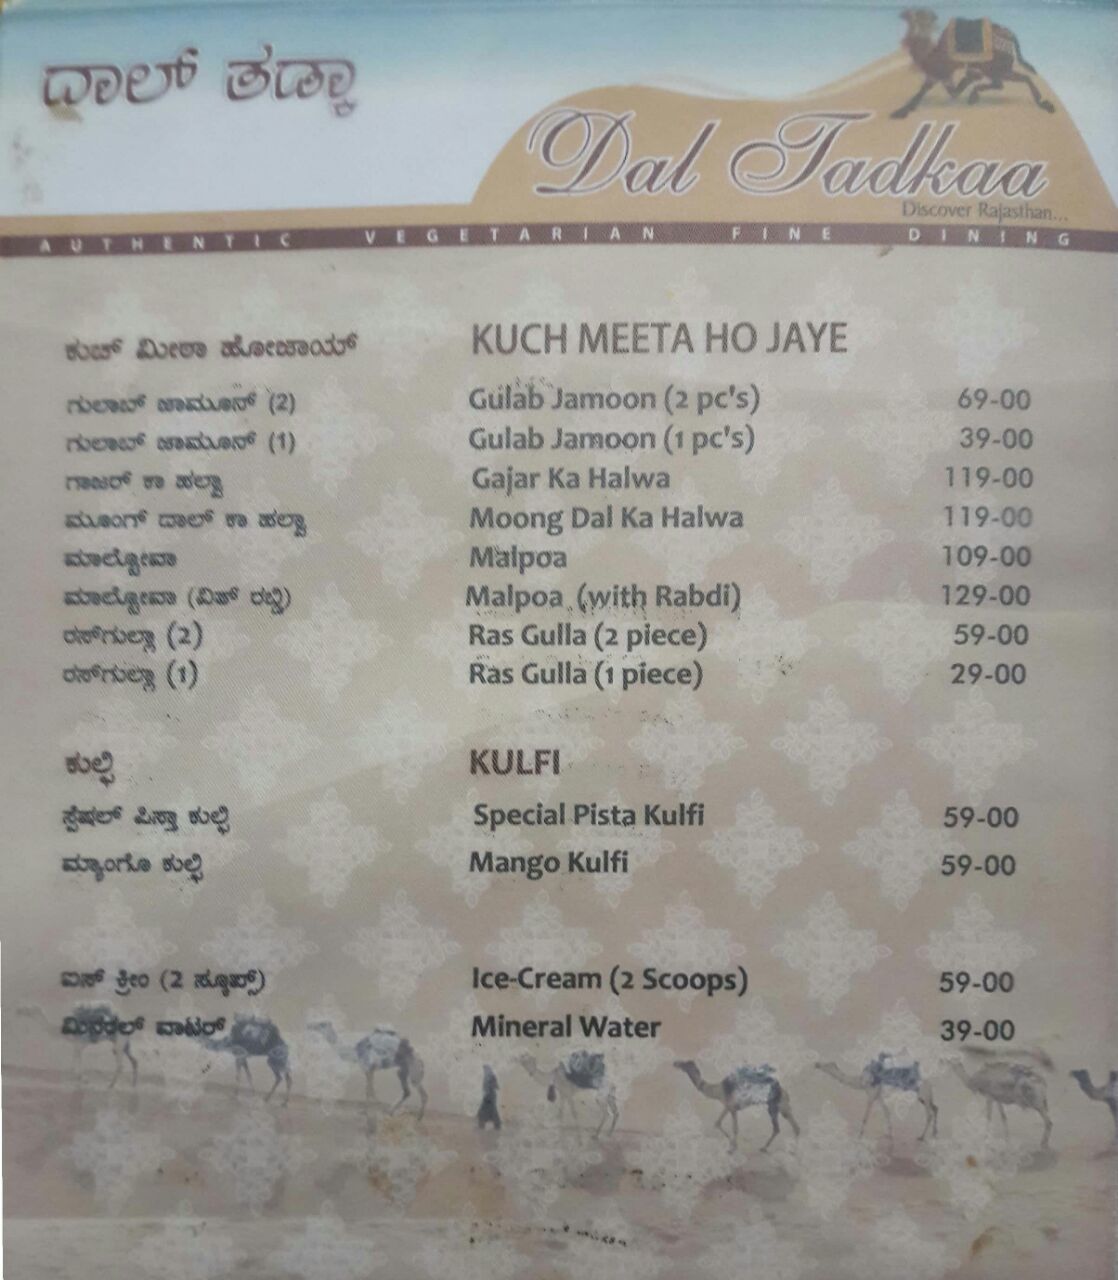 ದಾಲ್ ತಡ್ಕಾ
Dal Tadkaa
Discover Rajasthan...
AUTHENTIC VEGETARIAN FINE DINING
ಕುಚ್ ಮೀಠಾ ಹೋಜಾಯ್ KUCH MEETA HO JAYE
ಗುಲಾಬ್ ಜಾಮೂನ್ (2) Gulab Jamoon (2 pc's) 69-00
ಗುಲಾಬ್ ಜಾಮೂನ್ (1) Gulab Jamoon (1 pc's) 39-00
ಗಾಜರ್ ಕಾ ಹಲ್ವಾ Gajar Ka Halwa 119-00
ಮೂಂಗ್ ದಾಲ್ ಕಾ ಹಲ್ವಾ Moong Dal Ka Halwa 119-00
ಮಾಲ್ಪೋವಾ Malpoa 109-00
ಮಾಲ್ಪೋವಾ (ವಿತ್ ರಬ್ಡಿ) Malpoa (with Rabdi) 129-00
ರಸ್‌ಗುಲ್ಲಾ (2) Ras Gulla (2 piece) 59-00
ರಸ್‌ಗುಲ್ಲಾ (1) Ras Gulla (1 piece) 29-00
ಕುಲ್ಫಿ KULFI
ಸ್ಪೆಷಲ್ ಪಿಸ್ತಾ ಕುಲ್ಫಿ Special Pista Kulfi 59-00
ಮ್ಯಾಂಗೊ ಕುಲ್ಫಿ Mango Kulfi 59-00
ಐಸ್ ಕ್ರೀಂ (2 ಸ್ಕೂಪ್ಸ್) Ice-Cream (2 Scoops) 59-00
ಮಿನರಲ್ ವಾಟರ್ Mineral Water 39-00